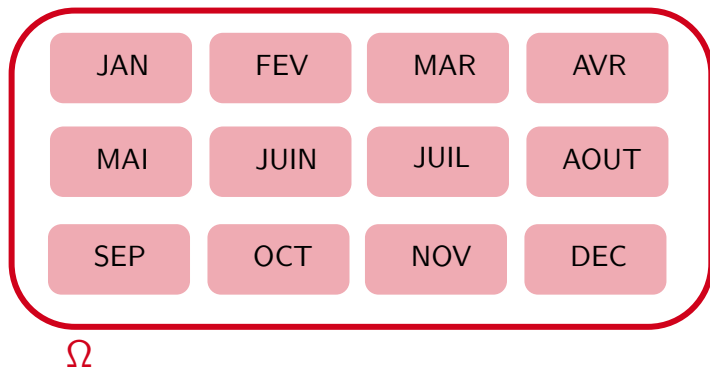 JAN FEV MAR AVR
MAI JUIN JUIL AOUT
SEP OCT NOV DEC
Ω